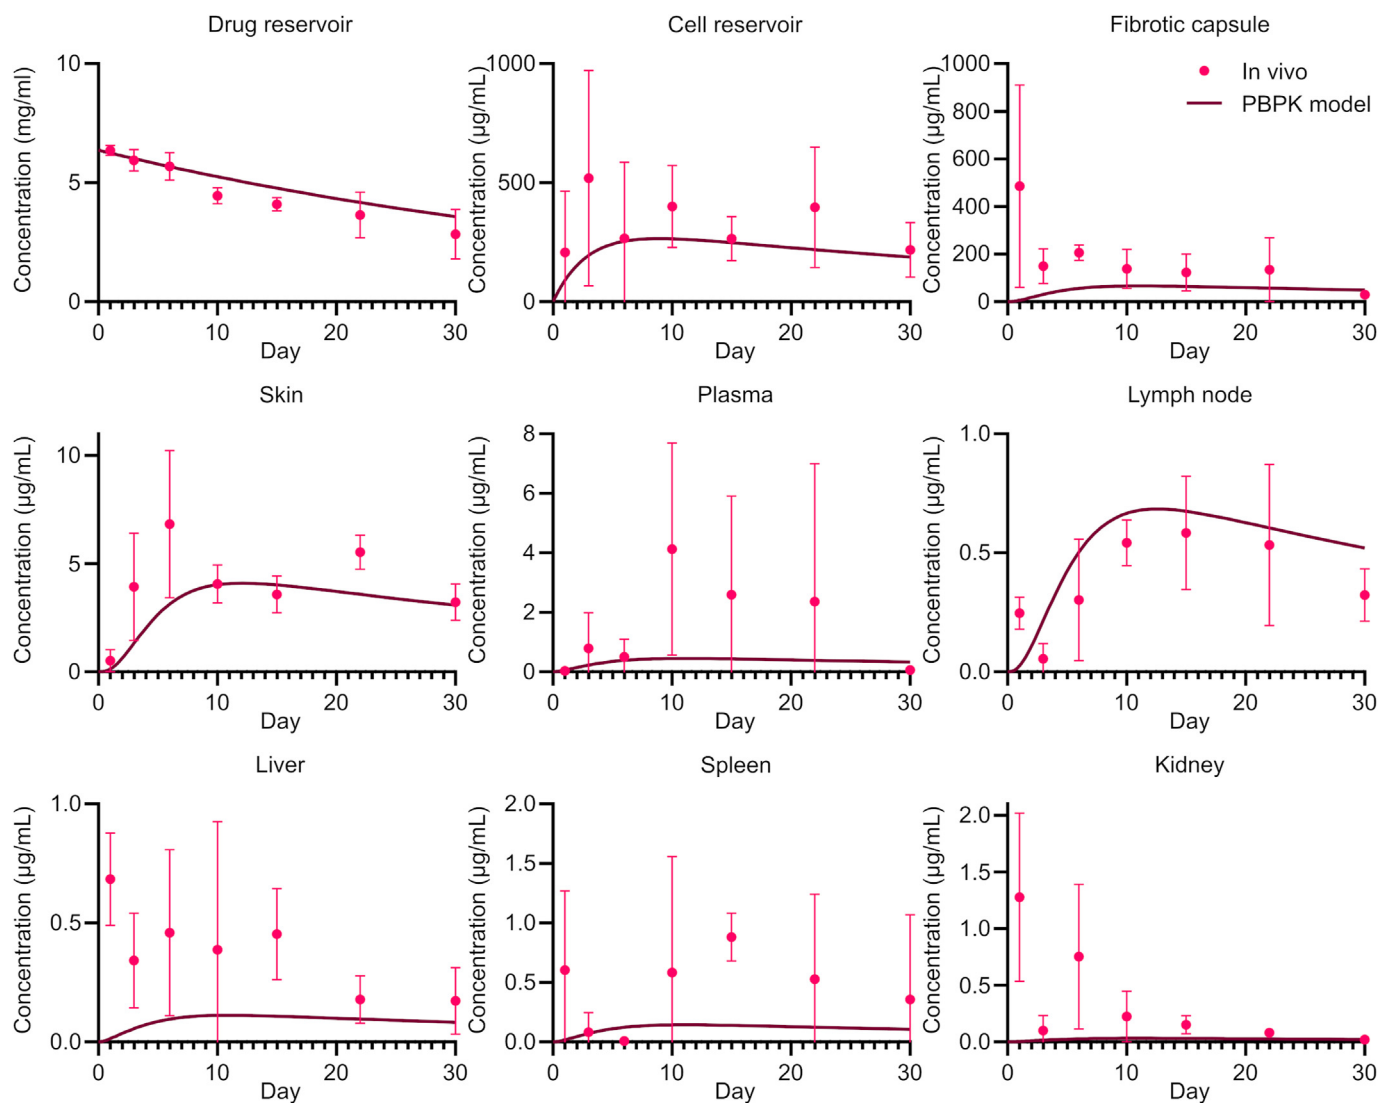 Drug reservoir
Concentration (mg/ml)
10
5
0
0 10 20 30
Day
Cell reservoir
Concentration (µg/mL)
1000
500
0
0 10 20 30
Day
Fibrotic capsule
Concentration (µg/mL)
1000
800
600
400
200
0
0 10 20 30
Day
In vivo
PBPK model
Skin
Concentration (µg/mL)
10
5
0
0 10 20 30
Day
Plasma
Concentration (µg/mL)
8
6
4
2
0
0 10 20 30
Day
Lymph node
Concentration (µg/mL)
1.0
0.5
0.0
0 10 20 30
Day
Liver
Concentration (µg/mL)
1.0
0.5
0.0
0 10 20 30
Day
Spleen
Concentration (µg/mL)
2.0
1.5
1.0
0.5
0.0
0 10 20 30
Day
Kidney
Concentration (µg/mL)
2.0
1.5
1.0
0.5
0.0
0 10 20 30
Day